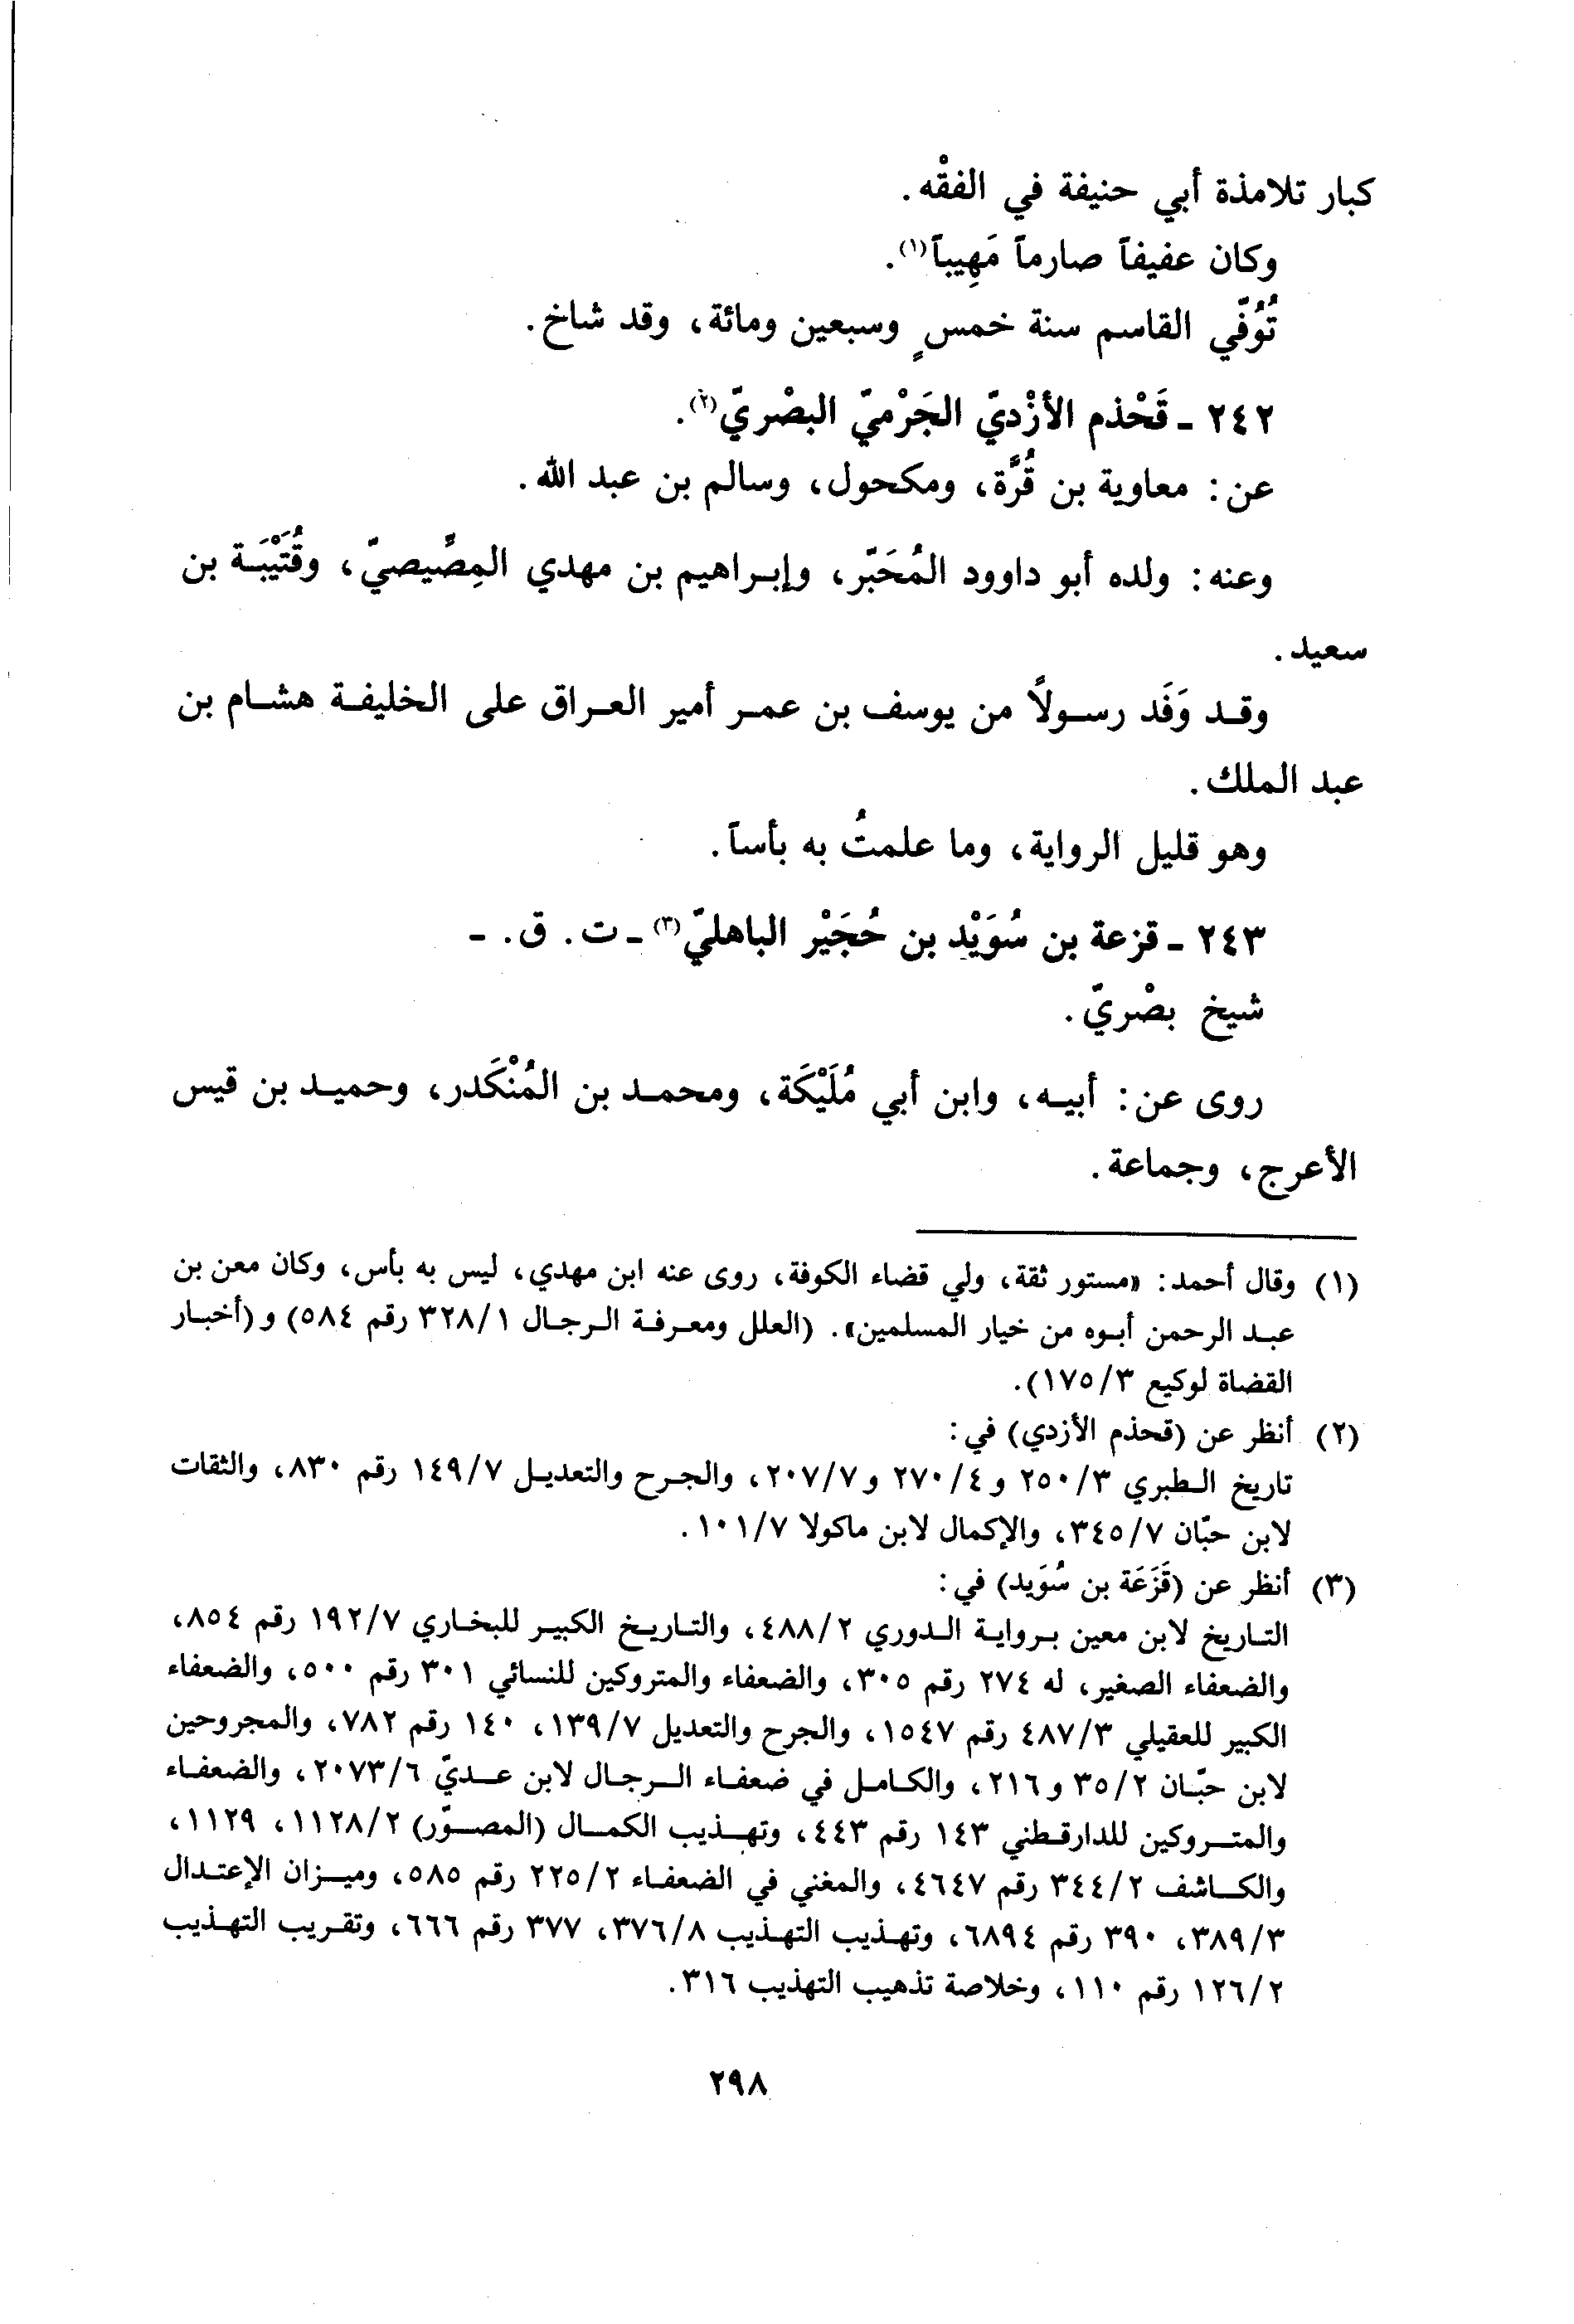 كبار تلامذة أبي حنيفة في الفقْه.
وكان عفيفاً صارماً مَهِيباً(١).
تُوُفّي القاسم سنة خمسٍ وسبعين ومائة، وقد شاخ.
٢٤٢ - قَحْذم الأزْديّ الجَرْميّ البصْريّ(٢).
عن: معاوية بن قُرَّة، ومكحول، وسالم بن عبد الله.
وعنه: ولده أبو داوود المُحَبّر، وإبراهيم بن مهدي المِصِّيصيّ، وقُتَيْبَة بن
سعيد.
وقد وَفَد رسولاً من يوسف بن عمر أمير العراق على الخليفة هشام بن
عبد الملك.
وهو قليل الرواية، وما علمتُ به بأساً.
٢٤٣ - قزعة بن سُوَيْد بن حُجَيْر الباهليّ(٣) - ت. ق. -
شيخ بصْريّ.
روى عن: أبيه، وابن أبي مُلَيْكَة، ومحمد بن المُنْكَدر، وحميد بن قيس
الأعرج، وجماعة.
(١) وقال أحمد: «مستور ثقة، ولي قضاء الكوفة، روى عنه ابن مهدي، ليس به بأس، وكان معن بن
عبد الرحمن أبوه من خيار المسلمين». (العلل ومعرفة الرجال ٣٢٨/١ رقم ٥٨٤) و(أخبار
القضاة لوكيع ١٧٥/٣).
(٢) أنظر عن (قحذم الأزدي) في:
تاريخ الطبري ٢٥٠/٣ و٢٧٠/٤ و٢٠٧/٧، والجرح والتعديل ١٤٩/٧ رقم ٨٣٠، والثقات
لابن حبّان ٣٤٥/٧، والإكمال لابن ماكولا ١٠١/٧.
(٣) أنظر عن (قَزَعَة بن سُوَيد) في:
التاريخ لابن معين برواية الدوري ٤٨٨/٢، والتاريخ الكبير للبخاري ١٩٢/٧ رقم ٨٥٤،
والضعفاء الصغير، له ٢٧٤ رقم ٣٠٥، والضعفاء والمتروكين للنسائي ٣٠١ رقم ٥٠٠، والضعفاء
الكبير للعقيلي ٤٨٧/٣ رقم ١٥٤٧، والجرح والتعديل ١٣٩/٧، ١٤٠ رقم ٧٨٢، والمجروحين
لابن حبّان ٣٥/٢ و٢١٦، والكامل في ضعفاء الرجال لابن عديّ ٢٠٧٣/٦، والضعفاء
والمتروكين للدارقطني ١٤٣ رقم ٤٤٣، وتهذيب الكمال (المصوّر) ١١٢٨/٢، ١١٢٩،
والكاشف ٣٤٤/٢ رقم ٤٦٤٧، والمغني في الضعفاء ٢٢٥/٢ رقم ٥٨٥، وميزان الإعتدال
٣٨٩/٣، ٣٩٠ رقم ٦٨٩٤، وتهذيب التهذيب ٣٧٦/٨، ٣٧٧ رقم ٦٦٦، وتقريب التهذيب
١٢٦/٢ رقم ١١٠، وخلاصة تذهيب التهذيب ٣١٦.
٢٩٨